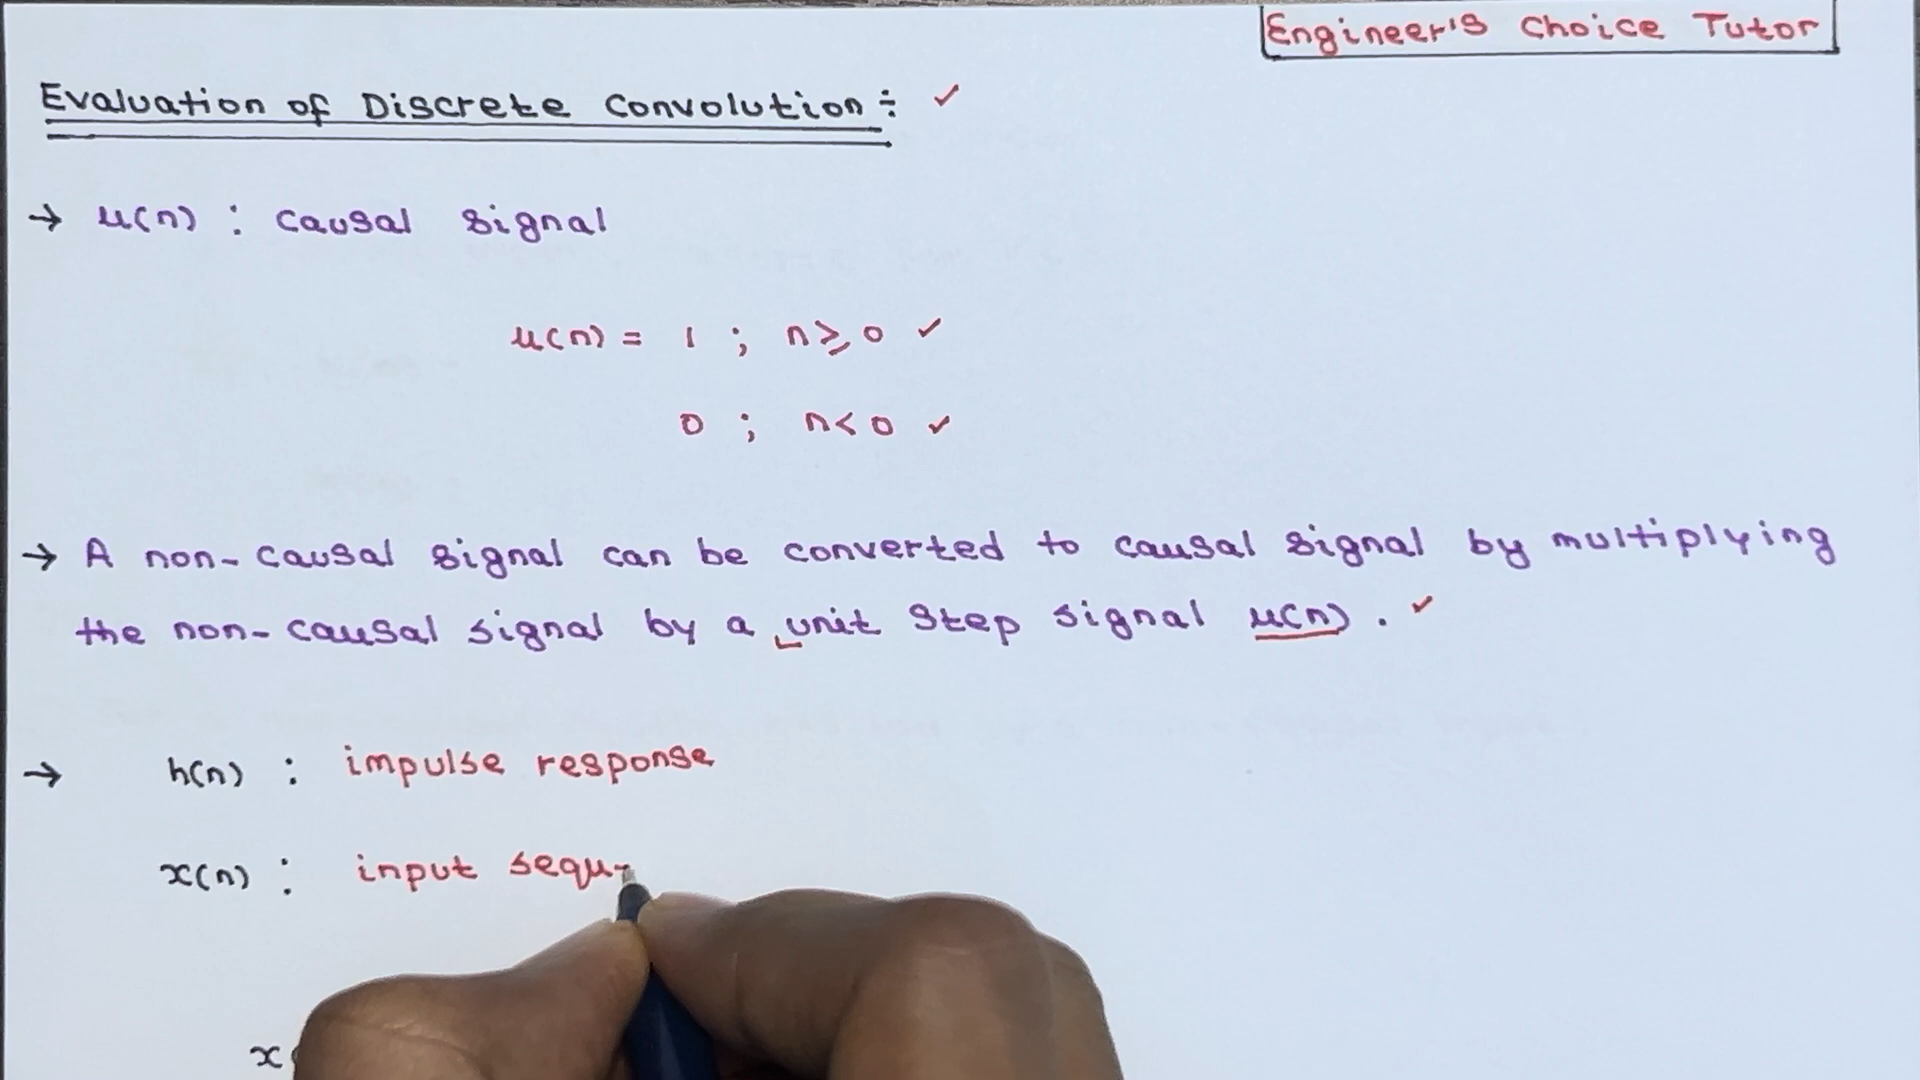 Engineer's Choice Tutor
Evaluation of Discrete Convolution : ✓
→ u(n) : causal signal
u(n) = 1 ; n ≥ 0 ✓
0 ; n < 0 ✓
→ A non-causal signal can be converted to causal signal by multiplying
the non-causal signal by a unit step signal u(n) . ✓
→ h(n) : impulse response
x(n) : input sequ
x(